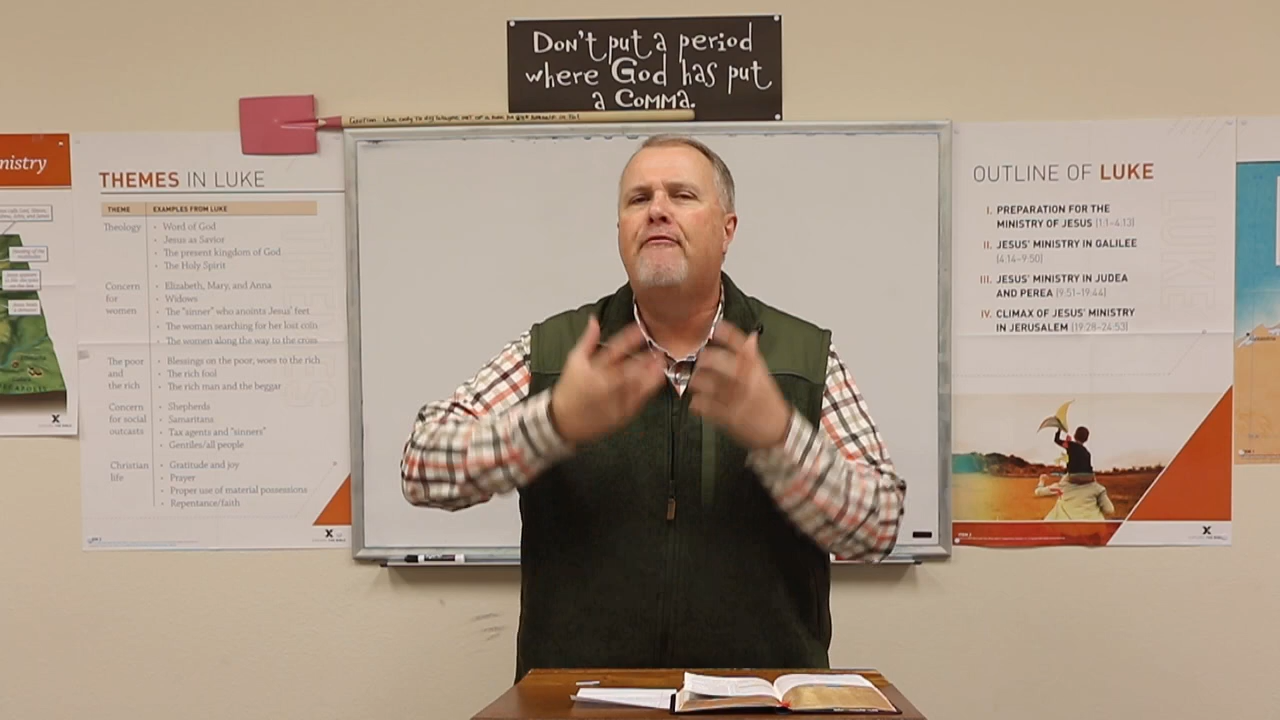 Don't put a period
where God has put
a Comma.
nistry
THEMES IN LUKE
THEME EXAMPLES FROM LUKE
Theology
• Word of God
• Jesus as Savior
• The present kingdom of God
• The Holy Spirit
Concern
for
women
• Elizabeth, Mary, and Anna
• Widows
• The "sinner" who anoints Jesus' feet
• The woman searching for her lost coin
• The women along the way to the cross
The poor
and
the rich
• Blessings on the poor, woes to the rich
• The rich fool
• The rich man and the beggar
Concern
for social
outcasts
• Shepherds
• Samaritans
• Tax agents and "sinners"
• Gentiles/all people
Christian
life
• Gratitude and joy
• Prayer
• Proper use of material possessions
• Repentance/faith
OUTLINE OF LUKE
I. PREPARATION FOR THE
MINISTRY OF JESUS (1:1–4:13)
II. JESUS' MINISTRY IN GALILEE
(4:14–9:50)
III. JESUS' MINISTRY IN JUDEA
AND PEREA (9:51–19:44)
IV. CLIMAX OF JESUS' MINISTRY
IN JERUSALEM (19:28–24:53)